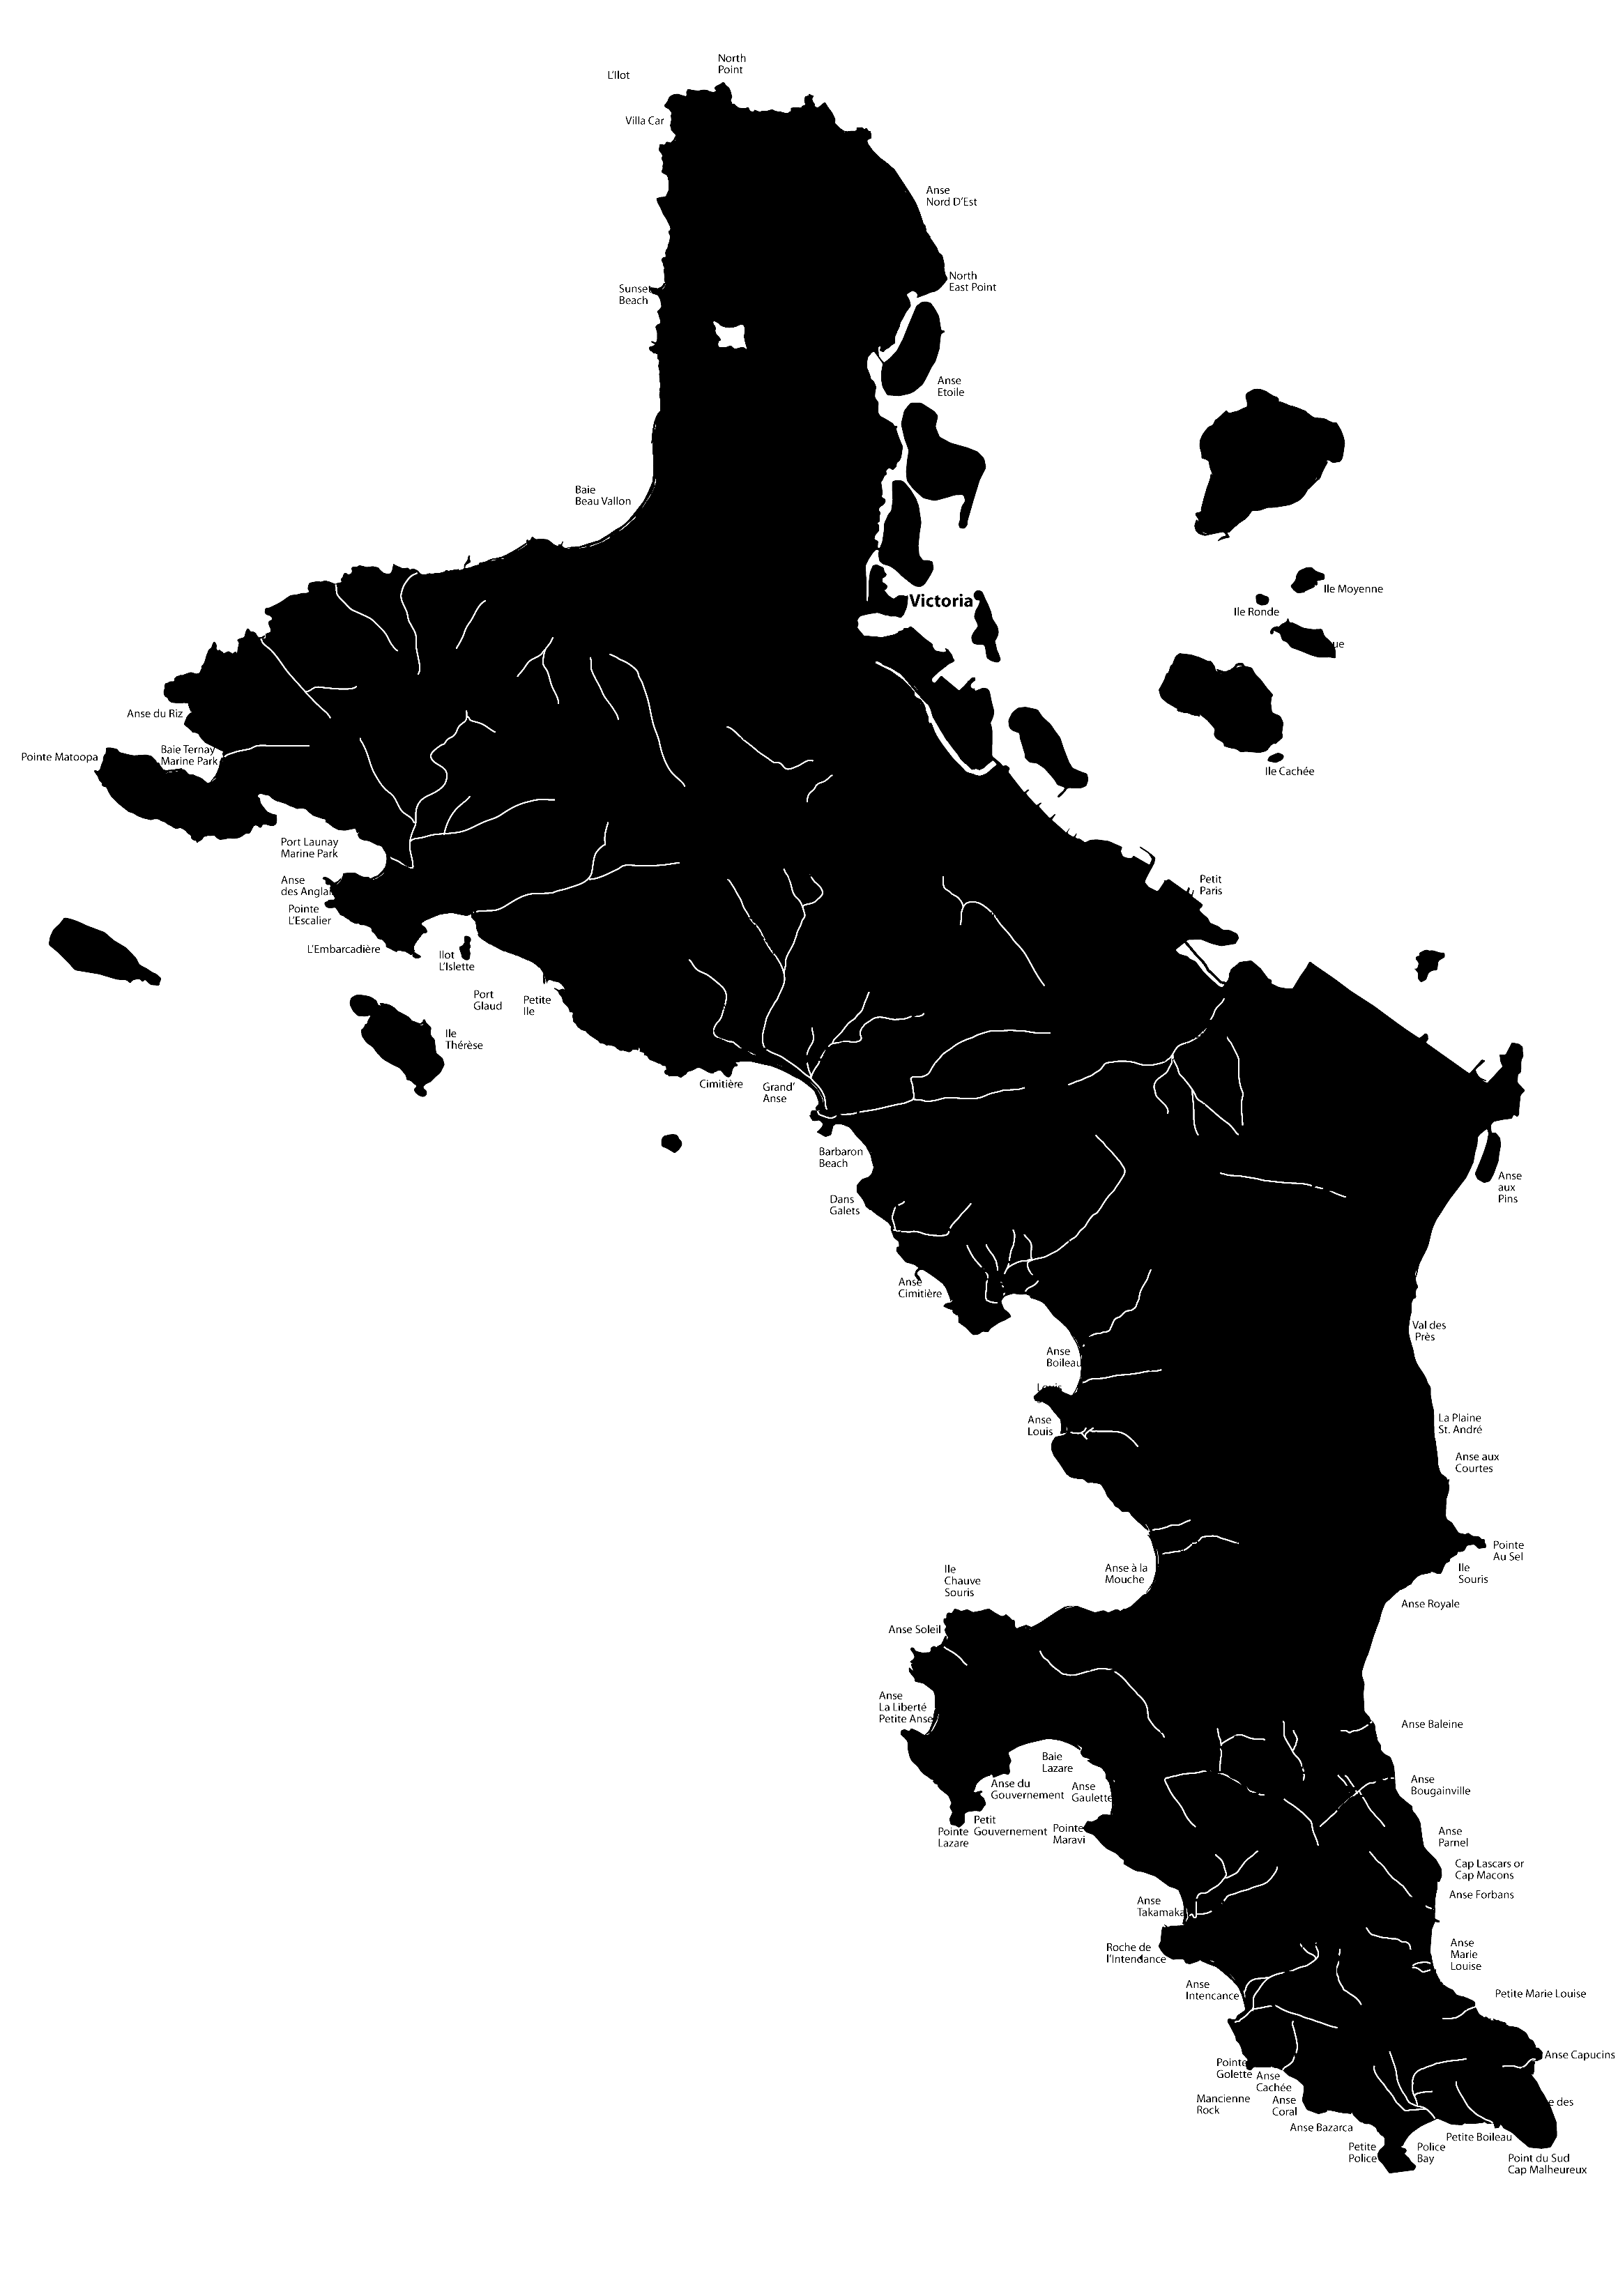 North
Point
L'Ilot
Villa Car
Anse
Nord D'Est
North
East Point
Sunse
Beach
Anse
Etoile
Baie
Beau Vallon
Victoria
Ile Moyenne
Ile Ronde
ue
Anse du Riz
Baie Ternay
Marine Park
Pointe Matoopa
Ile Cachée
Port Launay
Marine Park
Anse
des Anglai
Petit
Paris
Pointe
L'Escalier
L'Embarcadière
Ilot
L'Islette
Port
Glaud
Petite
Ile
Ile
Thérèse
Cimitière
Grand'
Anse
Barbaron
Beach
Anse
aux
Pins
Dans
Galets
Anse
Cimitière
Val des
Près
Anse
Boileau
Louis
Anse
Louis
La Plaine
St. André
Anse aux
Courtes
Pointe
Au Sel
Ile
Souris
Anse à la
Mouche
Ile
Chauve
Souris
Anse Royale
Anse Soleil
Anse
La Liberté
Petite Anse
Anse Baleine
Baie
Lazare
Anse du
Gouvernement
Anse
Gaulette
Anse
Bougainville
Petit
Gouvernement
Pointe
Lazare
Pointe
Maravi
Anse
Parnel
Cap Lascars or
Cap Macons
Anse Forbans
Anse
Takamaka
Roche de
l'Intendance
Anse
Marie
Louise
Anse
Intencance
Petite Marie Louise
Anse Capucins
Pointe
Golette
Anse
Cachée
Mancienne
Rock
Anse
Coral
e des
Anse Bazarca
Petite Boileau
Petite
Police
Police
Bay
Point du Sud
Cap Malheureux